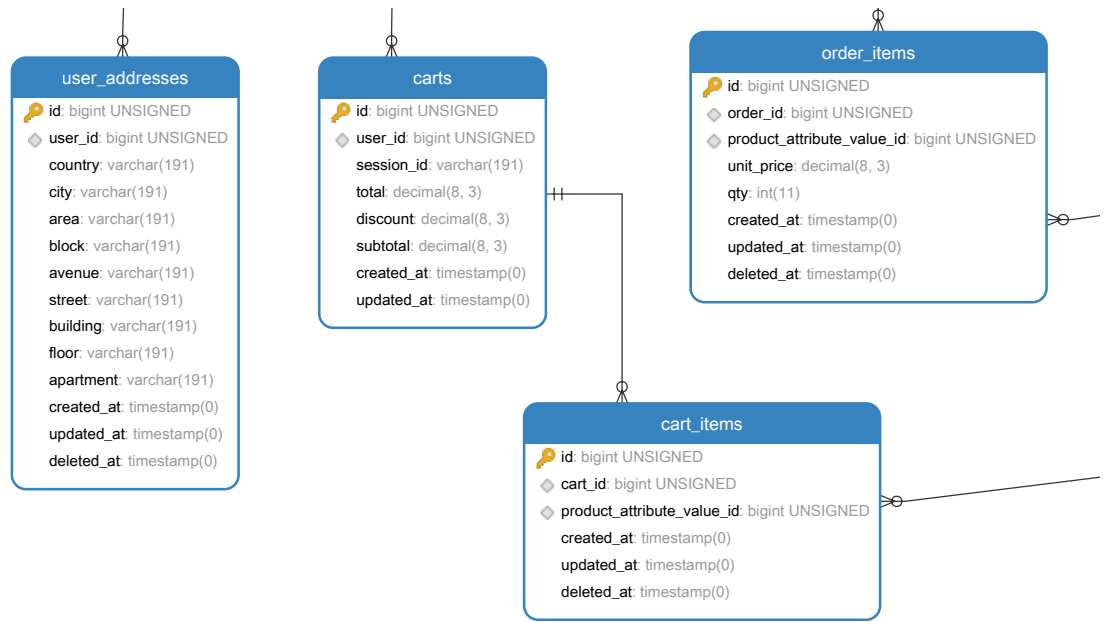 user_addresses
id: bigint UNSIGNED
user_id: bigint UNSIGNED
country: varchar(191)
city: varchar(191)
area: varchar(191)
block: varchar(191)
avenue: varchar(191)
street: varchar(191)
building: varchar(191)
floor: varchar(191)
apartment: varchar(191)
created_at: timestamp(0)
updated_at: timestamp(0)
deleted_at: timestamp(0)
carts
id: bigint UNSIGNED
user_id: bigint UNSIGNED
session_id: varchar(191)
total: decimal(8, 3)
discount: decimal(8, 3)
subtotal: decimal(8, 3)
created_at: timestamp(0)
updated_at: timestamp(0)
order_items
id: bigint UNSIGNED
order_id: bigint UNSIGNED
product_attribute_value_id: bigint UNSIGNED
unit_price: decimal(8, 3)
qty: int(11)
created_at: timestamp(0)
updated_at: timestamp(0)
deleted_at: timestamp(0)
cart_items
id: bigint UNSIGNED
cart_id: bigint UNSIGNED
product_attribute_value_id: bigint UNSIGNED
created_at: timestamp(0)
updated_at: timestamp(0)
deleted_at: timestamp(0)